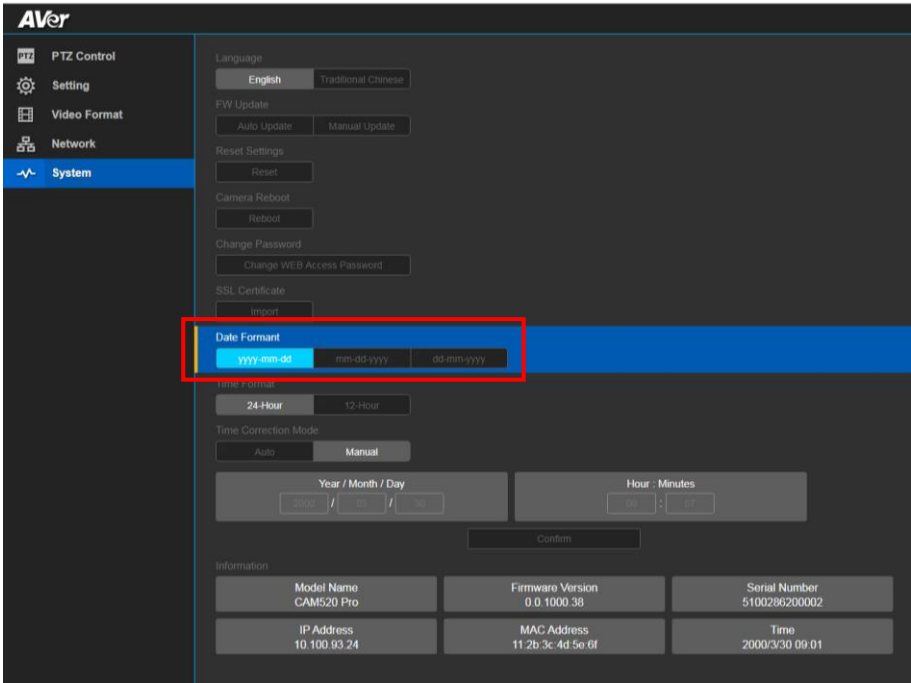 AVer
PTZ PTZ Control
Setting
Video Format
Network
System
Language
English Traditional Chinese
FW Update
Auto Update Manual Update
Reset Settings
Reset
Camera Reboot
Reboot
Change Password
Change WEB Access Password
SSL Certificate
Import
Date Formant
yyyy-mm-dd mm-dd-yyyy dd-mm-yyyy
Time Format
24-Hour 12-Hour
Time Correction Mode
Auto Manual
Year / Month / Day Hour : Minutes
2000 / 03 / 30 :
Confirm
Information
Model Name Firmware Version Serial Number
CAM520 Pro 0.0.1000.38 5100286200002
IP Address MAC Address Time
10.100.93.24 11:2b:3c:4d:5e:6f 2000/3/30 09:01